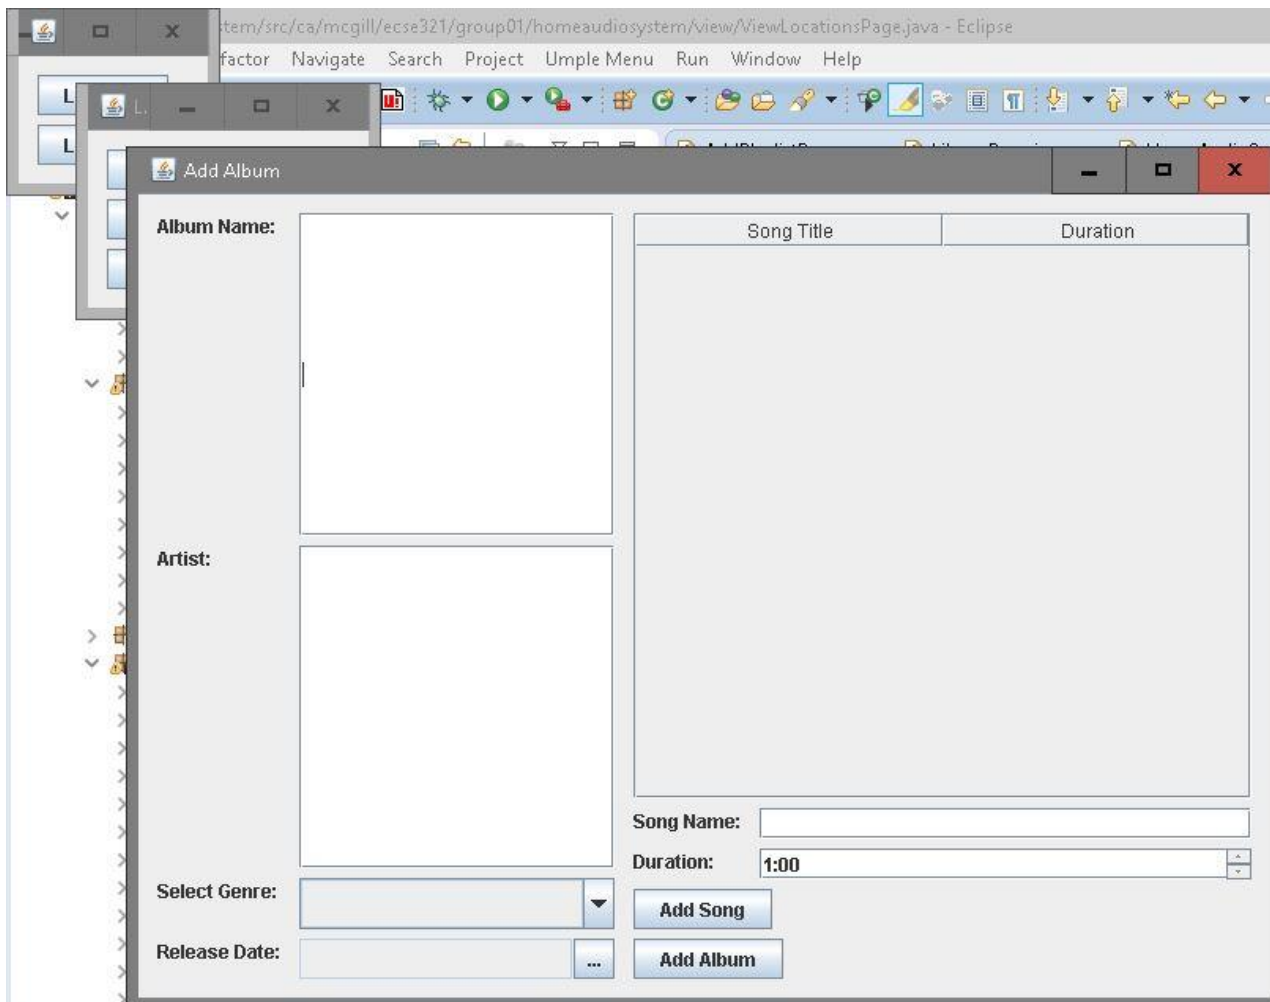 stem/src/ca/mcgill/ecse321/group01/homeaudiosystem/view/ViewLocationsPage.java - Eclipse
factor Navigate Search Project Umple Menu Run Window Help
L
L...
L
Add Album
Album Name:
Song Title Duration
Artist:
Song Name:
Duration: 1:00
Select Genre:
Add Song
Release Date: ...
Add Album